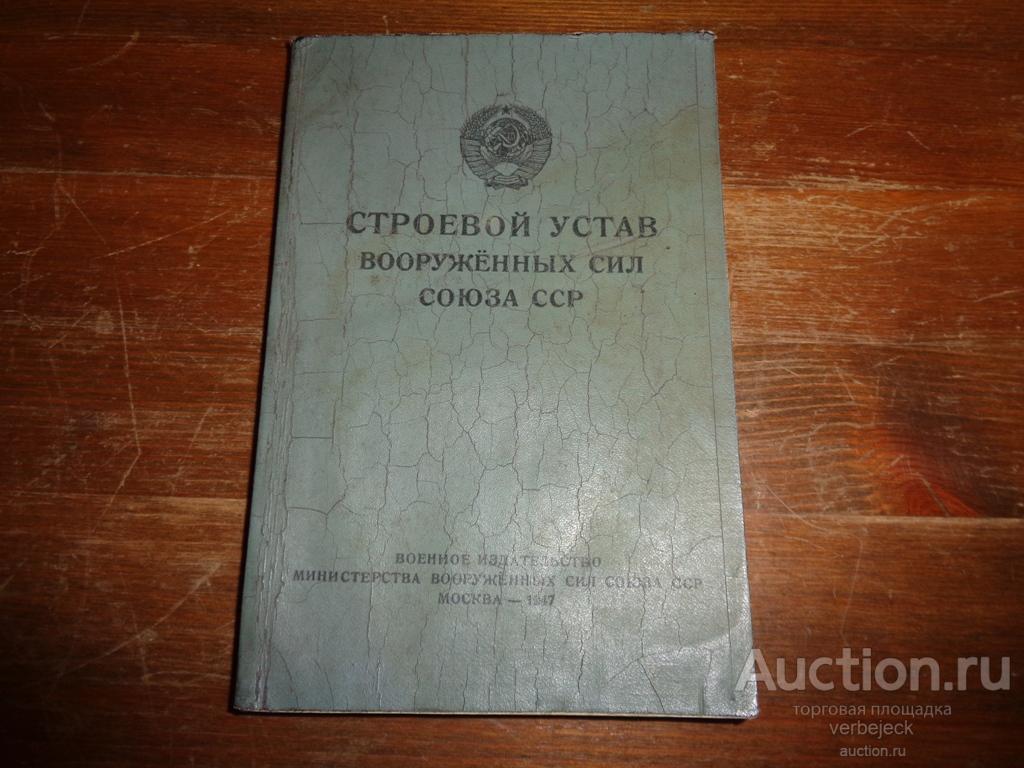 СТРОЕВОЙ УСТАВ
ВООРУЖЁННЫХ СИЛ
СОЮЗА ССР
ВОЕННОЕ ИЗДАТЕЛЬСТВО
МИНИСТЕРСТВА ВООРУЖЁННЫХ СИЛ СОЮЗА ССР
МОСКВА — 1947
Auction.ru
торговая площадка
verbejeck
auction.ru